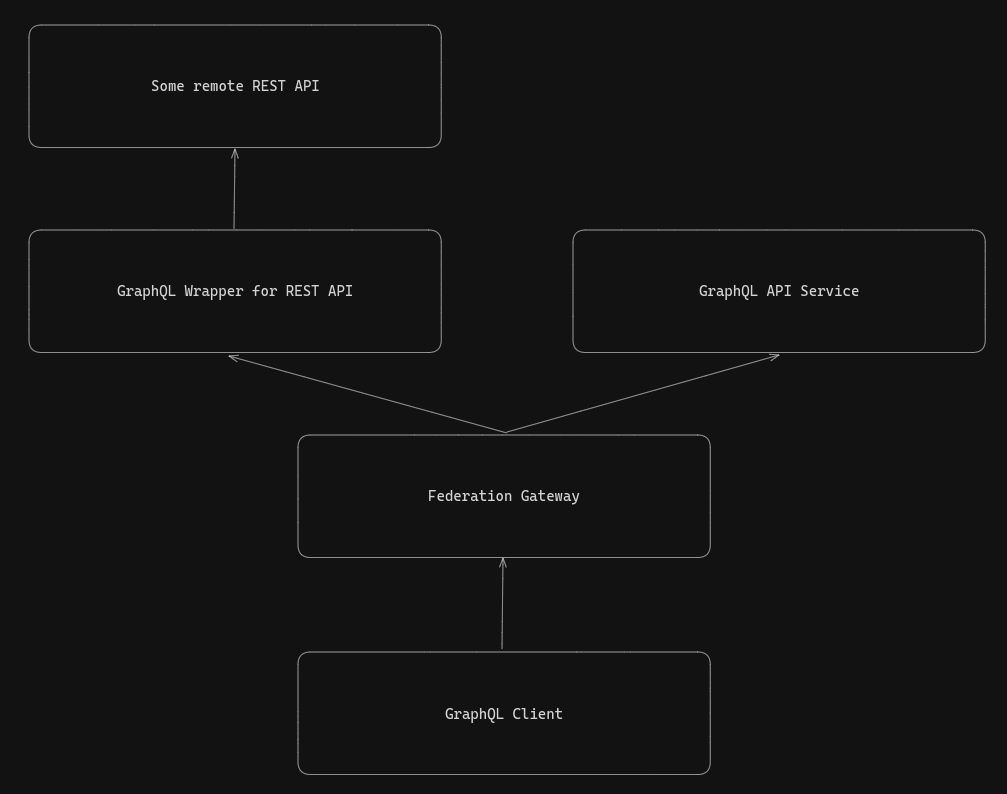 Some remote REST API
GraphQL Wrapper for REST API
GraphQL API Service
Federation Gateway
GraphQL Client